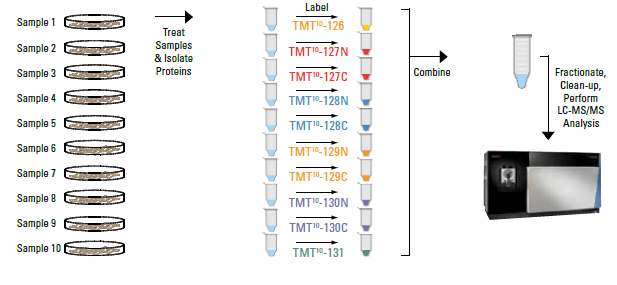 Label
Sample 1
Sample 2
Sample 3
Sample 4
Sample 5
Sample 6
Sample 7
Sample 8
Sample 9
Sample 10
Treat
Samples
& Isolate
Proteins
TMT¹⁰-126
TMT¹⁰-127N
TMT¹⁰-127C
TMT¹⁰-128N
TMT¹⁰-128C
TMT¹⁰-129N
TMT¹⁰-129C
TMT¹⁰-130N
TMT¹⁰-130C
TMT¹⁰-131
Combine
Fractionate,
Clean-up,
Perform
LC-MS/MS
Analysis